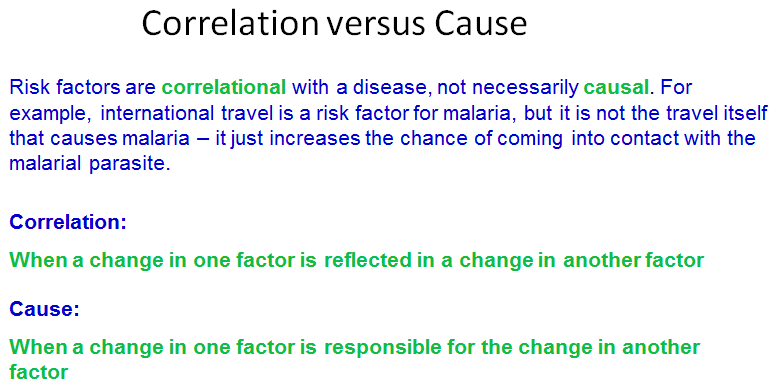 Correlation versus Cause
Risk factors are correlational with a disease, not necessarily causal. For
example, international travel is a risk factor for malaria, but it is not the travel itself
that causes malaria – it just increases the chance of coming into contact with the
malarial parasite.
Correlation:
When a change in one factor is reflected in a change in another factor
Cause:
When a change in one factor is responsible for the change in another
factor